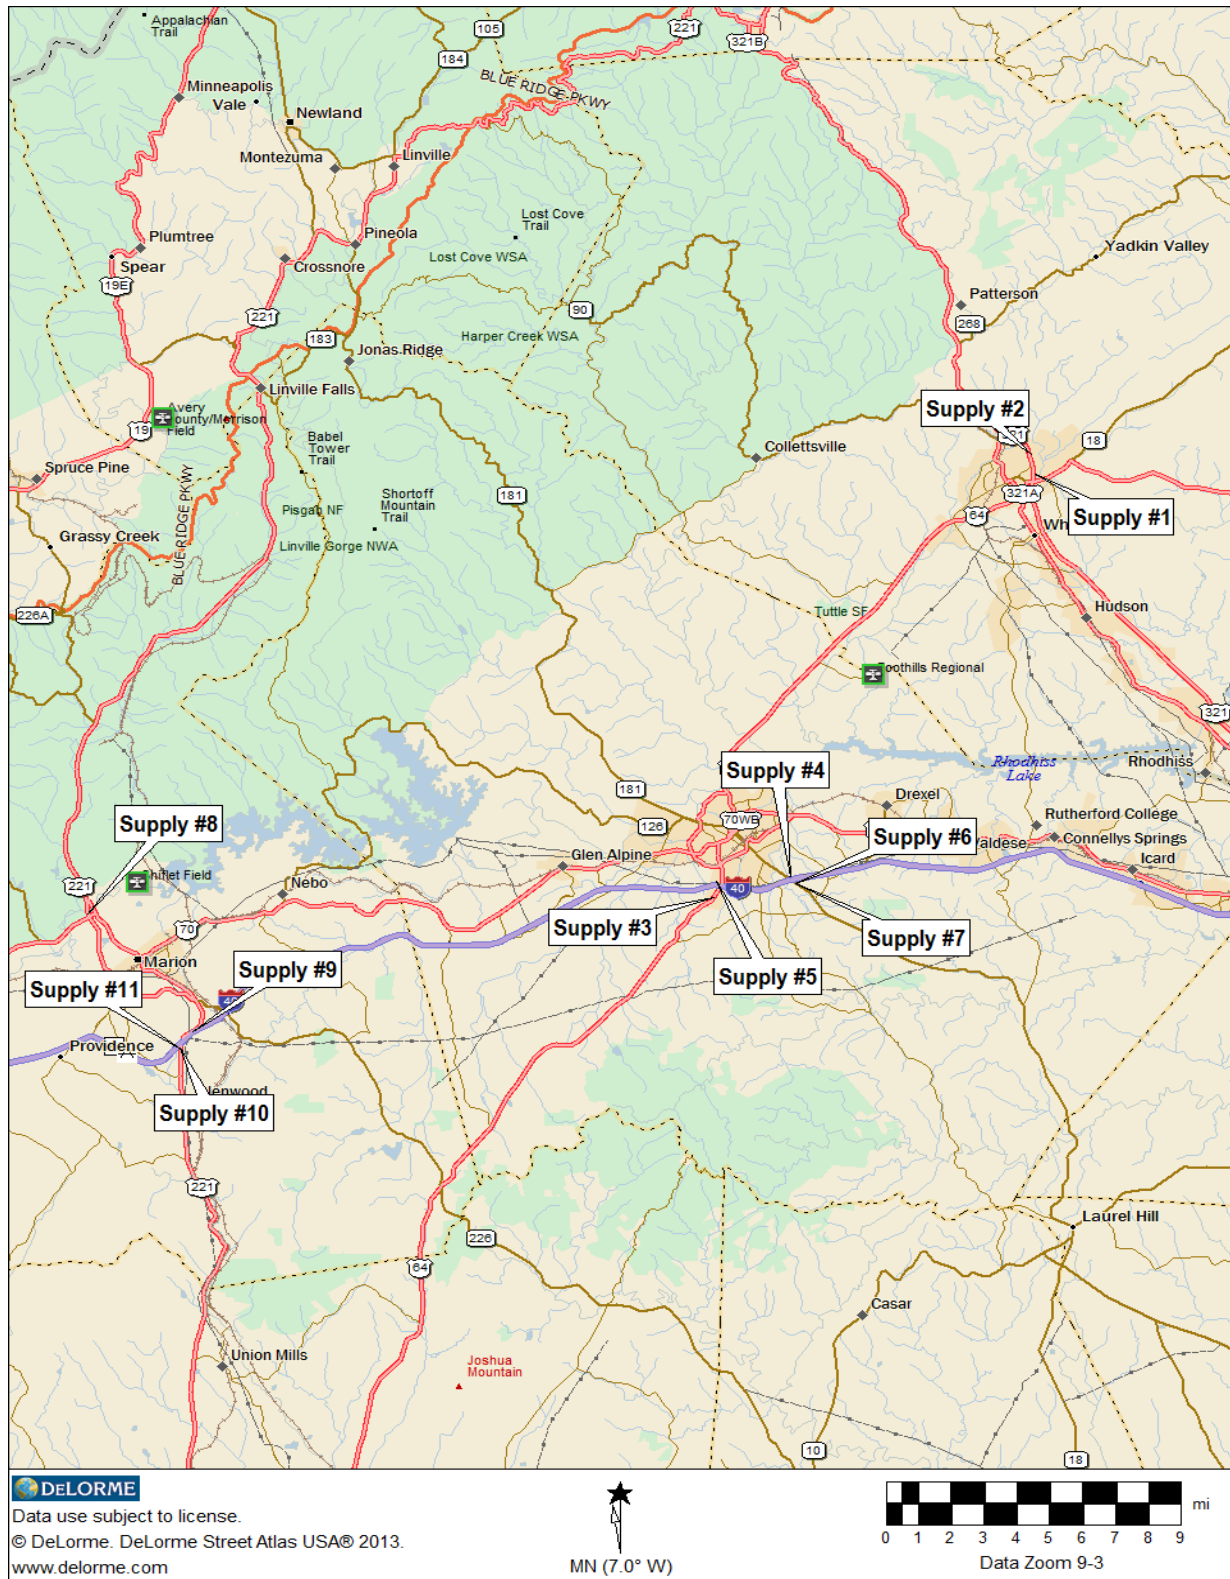 Appalachian
Trail
105
221
321B
184
BLUE RIDGE PKWY
Minneapolis
Vale
Newland
Montezuma
Linville
Lost Cove
Trail
Plumtree
Pineola
Yadkin Valley
Spear
Crossnore
Lost Cove WSA
19E
Patterson
90
221
268
183
Harper Creek WSA
Jonas Ridge
Linville Falls
Supply #2
Avery
County/Morrison
Field
19
Babel
Tower
Trail
18
Collettsville
Spruce Pine
181
321A
Shortoff
Mountain
Trail
Pisgah NF
64
Supply #1
BLUE RIDGE PKWY
Grassy Creek
Linville Gorge NWA
226A
Tuttle SF
Hudson
Foothills Regional
321
Rhodhiss
Lake
Rhodhiss
Supply #4
181
Drexel
Supply #8
126
70WB
Rutherford College
Supply #6
Valdese
Connellys Springs
Glen Alpine
Icard
221
Shiflet Field
Nebo
40
70
Supply #3
Supply #7
Marion
Supply #9
Supply #5
Supply #11
40
Providence
Glenwood
Supply #10
221
Laurel Hill
226
64
Casar
Union Mills
Joshua
Mountain
10
18
DELORME
Data use subject to license.
© DeLorme. DeLorme Street Atlas USA® 2013.
www.delorme.com
MN (7.0° W)
mi
0 1 2 3 4 5 6 7 8 9
Data Zoom 9-3